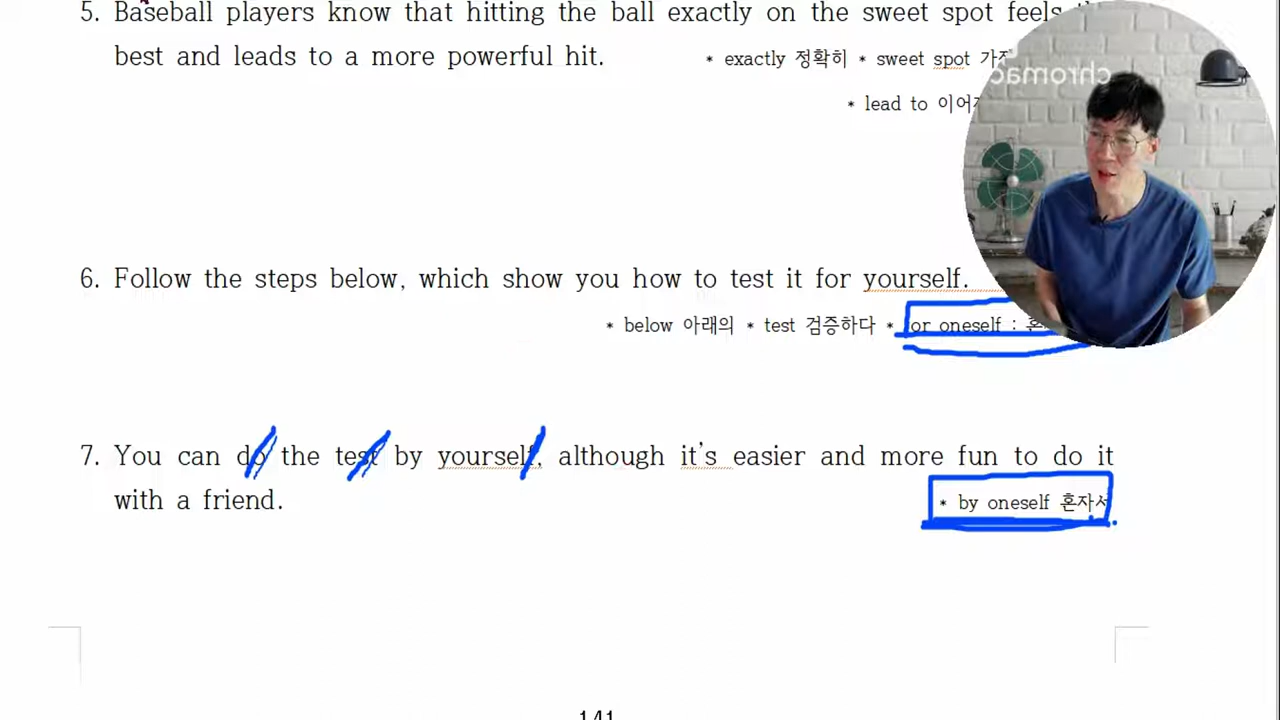 5. Baseball players know that hitting the ball exactly on the sweet spot feels
best and leads to a more powerful hit.
* exactly 정확히 * sweet spot
* lead to
6. Follow the steps below, which show you how to test it for yourself.
* below 아래의 * test 검증하다 * for oneself :
7. You can do the test by yourself, although it's easier and more fun to do it
with a friend.
* by oneself 혼자서
141